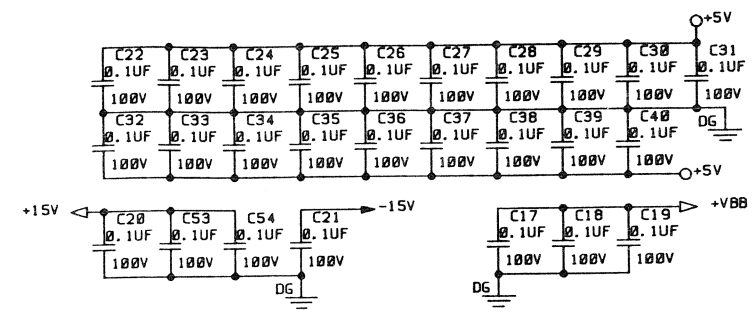 +5V
C22 C23 C24 C25 C26 C27 C28 C29 C30 C31
0.1UF 0.1UF 0.1UF 0.1UF 0.1UF 0.1UF 0.1UF 0.1UF 0.1UF 0.1UF
100V 100V 100V 100V 100V 100V 100V 100V 100V 100V
C32 C33 C34 C35 C36 C37 C38 C39 C40 DG
0.1UF 0.1UF 0.1UF 0.1UF 0.1UF 0.1UF 0.1UF 0.1UF 0.1UF
100V 100V 100V 100V 100V 100V 100V 100V 100V
+5V
+15V -15V +VBB
C20 C53 C54 C21 C17 C18 C19
0.1UF 0.1UF 0.1UF 0.1UF 0.1UF 0.1UF 0.1UF
100V 100V 100V 100V 100V 100V 100V
DG DG